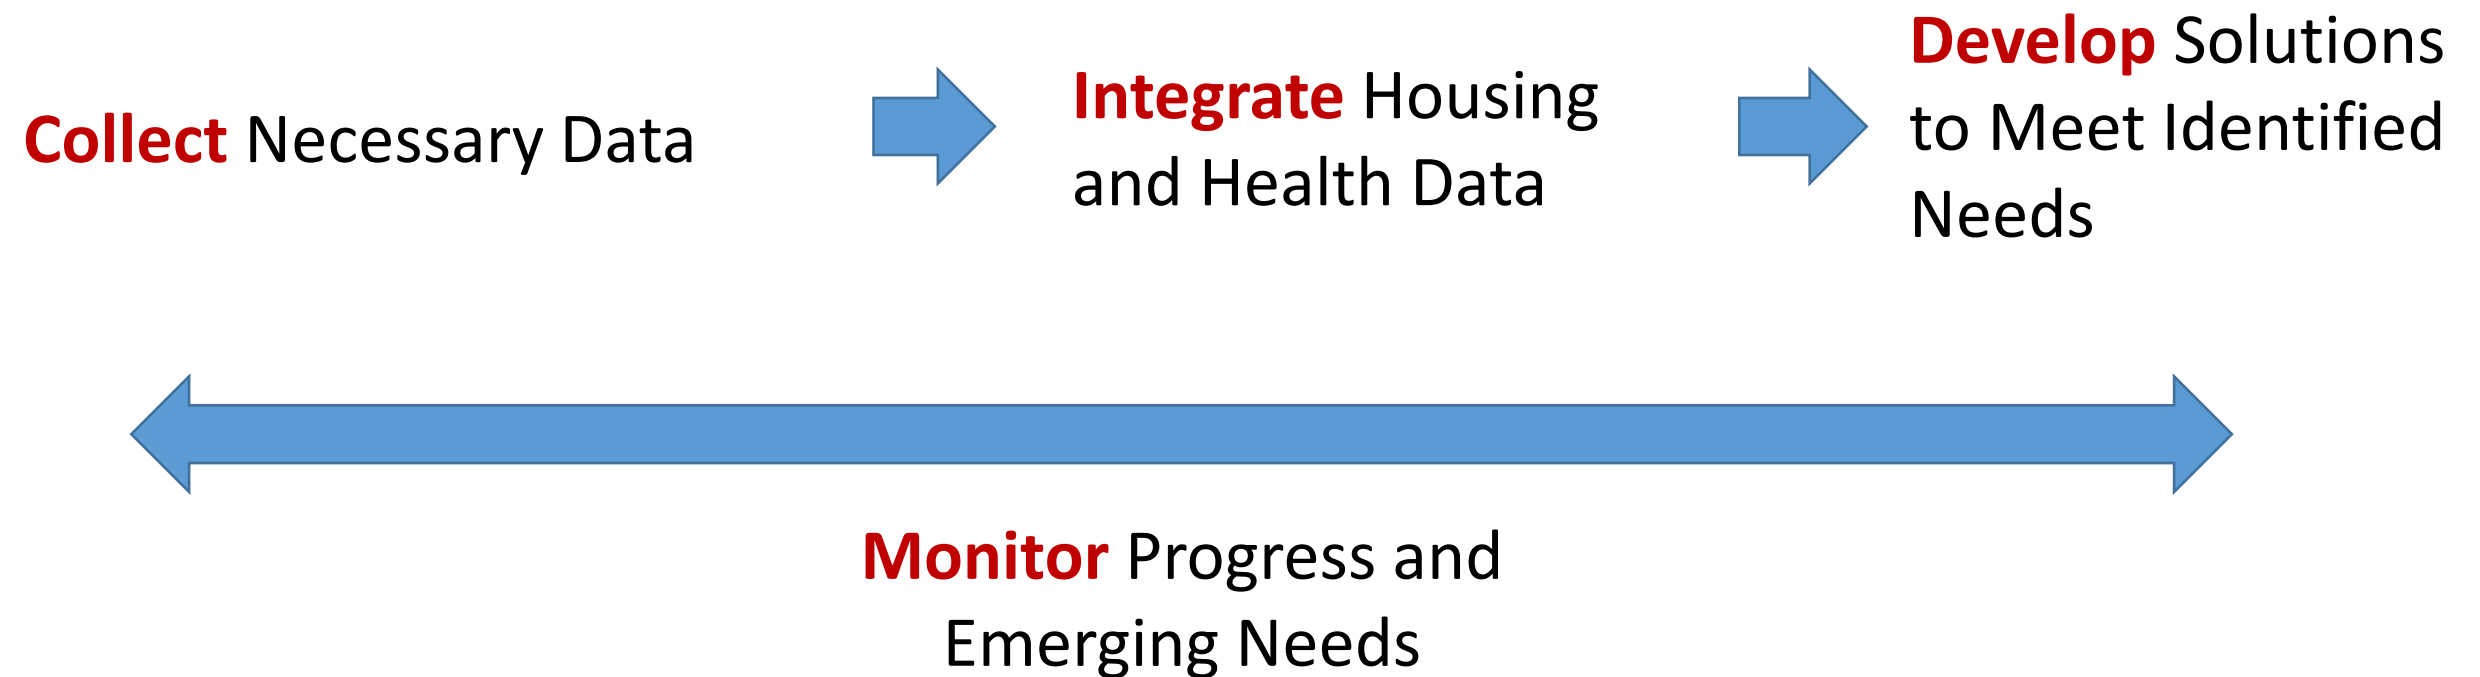 Collect Necessary Data
Integrate Housing
and Health Data
Develop Solutions
to Meet Identified
Needs
Monitor Progress and
Emerging Needs